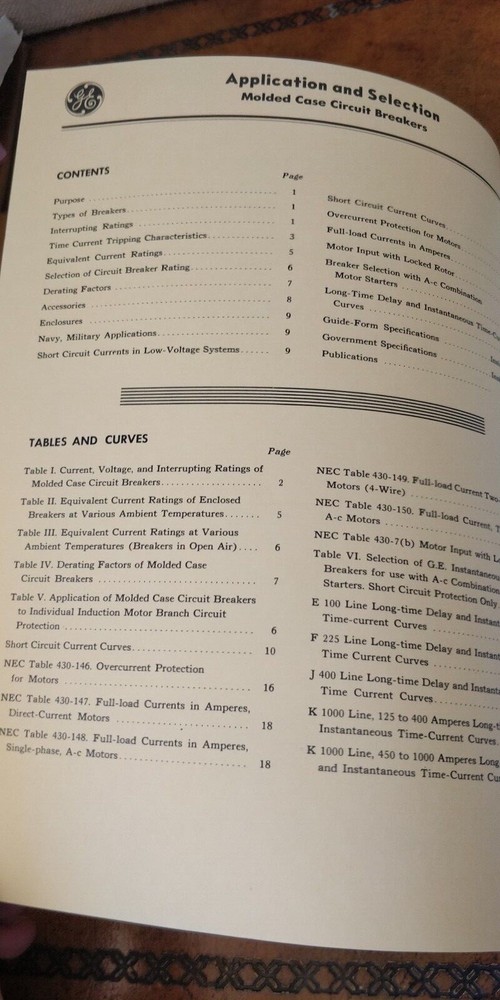 GE
Application and Selection
Molded Case Circuit Breakers
CONTENTS
Page
Purpose 1
Types of Breakers 1
Interrupting Ratings 1
Time Current Tripping Characteristics 3
Equivalent Current Ratings 5
Selection of Circuit Breaker Rating 6
Derating Factors 7
Accessories 8
Enclosures 9
Navy, Military Applications 9
Short Circuit Currents in Low-Voltage Systems 9
Short Circuit Current Curves
Overcurrent Protection for Motors
Full-load Currents in Amperes
Motor Input with Locked Rotor
Breaker Selection with A-c Combination
Motor Starters
Long-Time Delay and Instantaneous Time-Cu
Curves
Guide-Form Specifications
Government Specifications
Publications
TABLES AND CURVES
Page
Table I. Current, Voltage, and Interrupting Ratings of
Molded Case Circuit Breakers 2
Table II. Equivalent Current Ratings of Enclosed
Breakers at Various Ambient Temperatures 5
Table III. Equivalent Current Ratings at Various
Ambient Temperatures (Breakers in Open Air) 6
Table IV. Derating Factors of Molded Case
Circuit Breakers 7
Table V. Application of Molded Case Circuit Breakers
to Individual Induction Motor Branch Circuit
Protection 6
Short Circuit Current Curves 10
NEC Table 430-146. Overcurrent Protection
for Motors 16
NEC Table 430-147. Full-load Currents in Amperes,
Direct-Current Motors 18
NEC Table 430-148. Full-load Currents in Amperes,
Single-phase, A-c Motors 18
NEC Table 430-149. Full-load Current Two-
Motors (4-Wire)
NEC Table 430-150. Full-load Current, T
A-c Motors
NEC Table 430-7(b) Motor Input with L
Table VI. Selection of G.E. Instantaneou
Breakers for use with A-c Combination
Starters. Short Circuit Protection Only
E 100 Line Long-time Delay and Instant
Time-current Curves
F 225 Line Long-time Delay and Instant
Time Current Curves
J 400 Line Long-time Delay and Instant
Time Current Curves
K 1000 Line, 125 to 400 Amperes Long-t
Instantaneous Time-Current Curves
K 1000 Line, 450 to 1000 Amperes Long
and Instantaneous Time-Current Cu